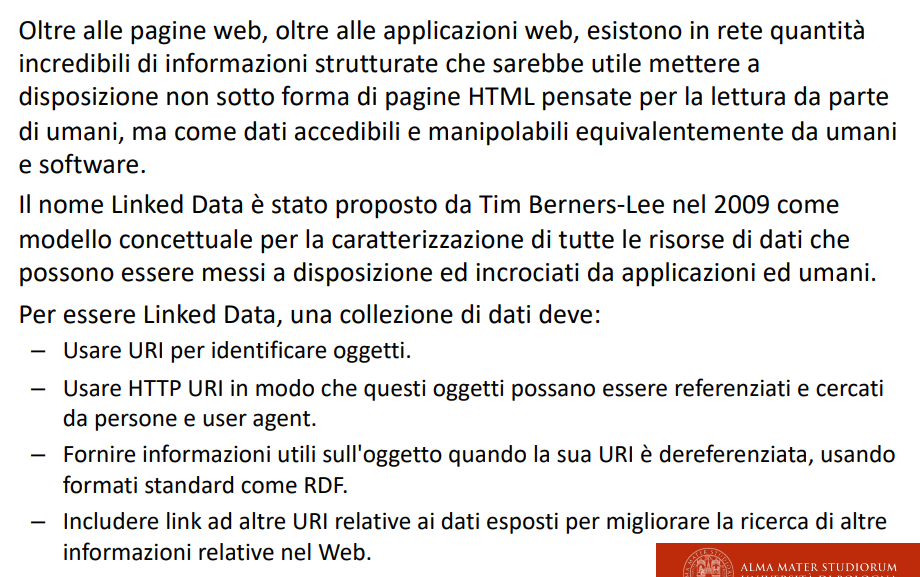 Oltre alle pagine web, oltre alle applicazioni web, esistono in rete quantità
incredibili di informazioni strutturate che sarebbe utile mettere a
disposizione non sotto forma di pagine HTML pensate per la lettura da parte
di umani, ma come dati accedibili e manipolabili equivalentemente da umani
e software.
Il nome Linked Data è stato proposto da Tim Berners-Lee nel 2009 come
modello concettuale per la caratterizzazione di tutte le risorse di dati che
possono essere messi a disposizione ed incrociati da applicazioni ed umani.
Per essere Linked Data, una collezione di dati deve:
– Usare URI per identificare oggetti.
– Usare HTTP URI in modo che questi oggetti possano essere referenziati e cercati
da persone e user agent.
– Fornire informazioni utili sull'oggetto quando la sua URI è dereferenziata, usando
formati standard come RDF.
– Includere link ad altre URI relative ai dati esposti per migliorare la ricerca di altre
informazioni relative nel Web.
ALMA MATER STUDIORUM